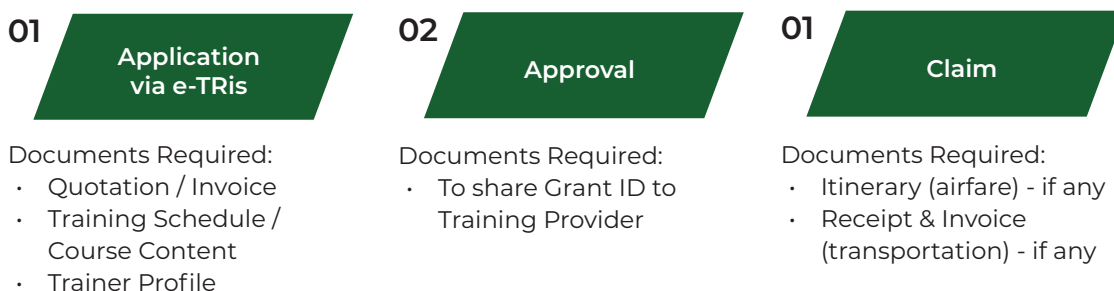 01
Application
via e-TRis
Documents Required:
· Quotation / Invoice
· Training Schedule /
Course Content
· Trainer Profile
02
Approval
Documents Required:
· To share Grant ID to
Training Provider
01
Claim
Documents Required:
· Itinerary (airfare) - if any
· Receipt & Invoice
(transportation) - if any